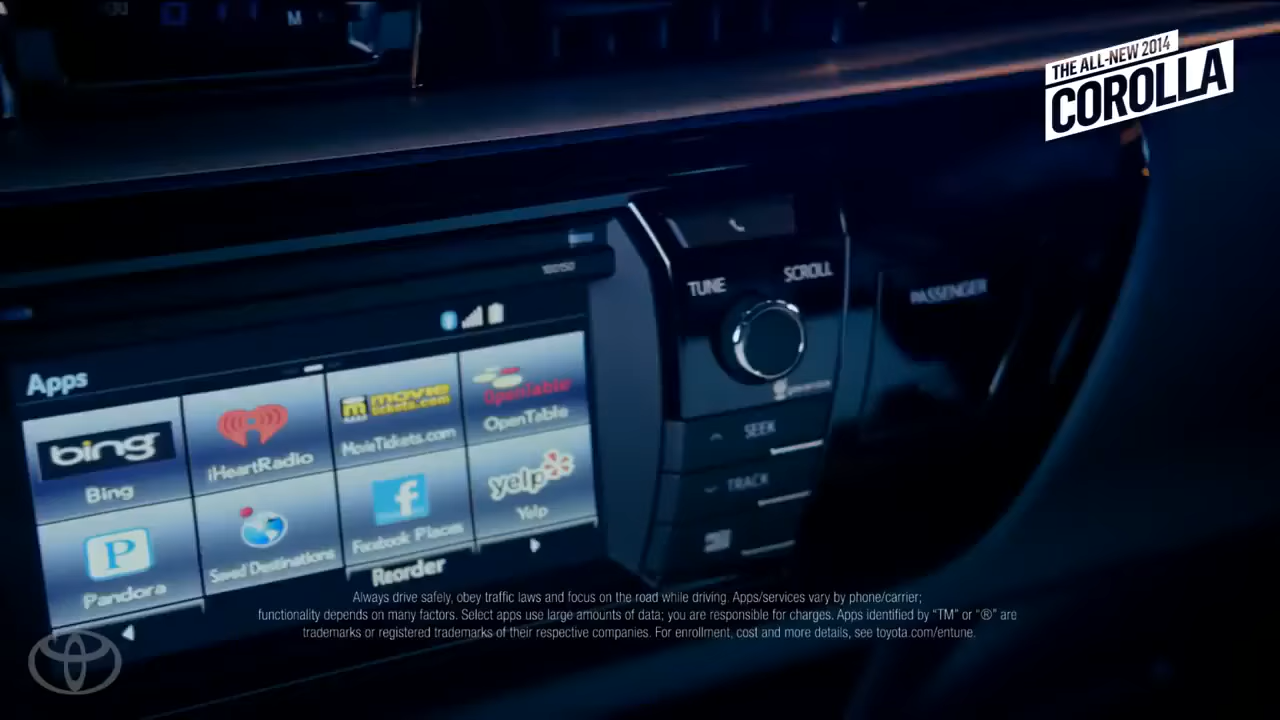 M
THE ALL-NEW 2014
COROLLA
TUNE
SCROLL
PASSENGER
Apps
bing
Bing
iHeartRadio
movie
tickets.com
MovieTickets.com
OpenTable
OpenTable
SEEK
TRACK
P
Pandora
Saved Destinations
f
Facebook Places
yelp
Yelp
Reorder
Always drive safely, obey traffic laws and focus on the road while driving. Apps/services vary by phone/carrier;
functionality depends on many factors. Select apps use large amounts of data; you are responsible for charges. Apps identified by “TM” or “®” are
trademarks or registered trademarks of their respective companies. For enrollment, cost and more details, see toyota.com/entune.